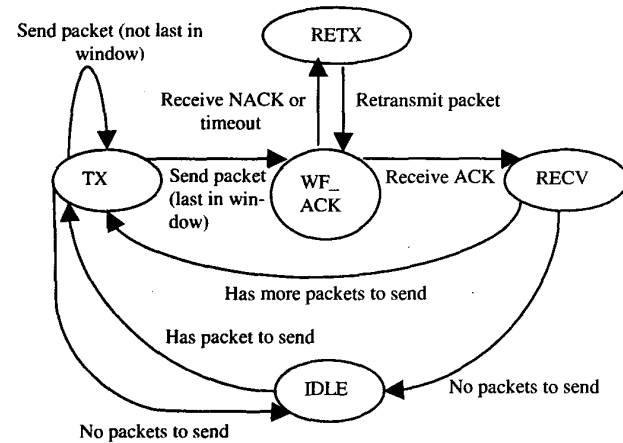 Send packet (not last in
window)
RETX
Receive NACK or
timeout
Retransmit packet
TX
Send packet
(last in win-
dow)
WF_
ACK
Receive ACK
RECV
Has more packets to send
Has packet to send
IDLE
No packets to send
No packets to send